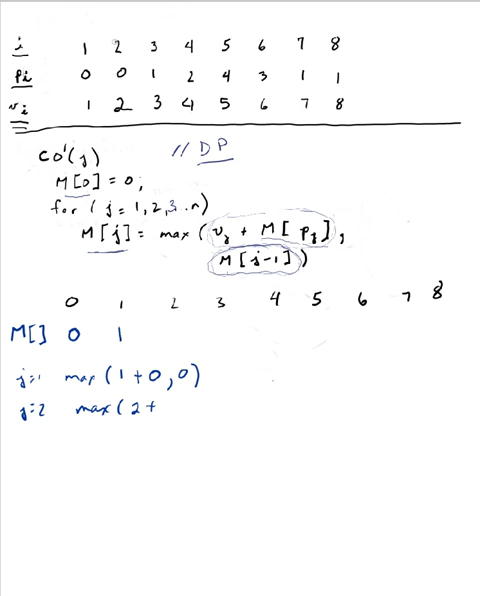 i 1 2 3 4 5 6 7 8
pi 0 0 1 2 4 3 1 1
vi 1 2 3 4 5 6 7 8
CO'(j) // DP
M[0] = 0;
for ( j = 1, 2, 3 .. n)
M[j] = max ( vj + M[ pj ],
M[j-1] )
0 1 2 3 4 5 6 7 8
M[] 0 1
j=1 max (1+0, 0)
j=2 max ( 2 +